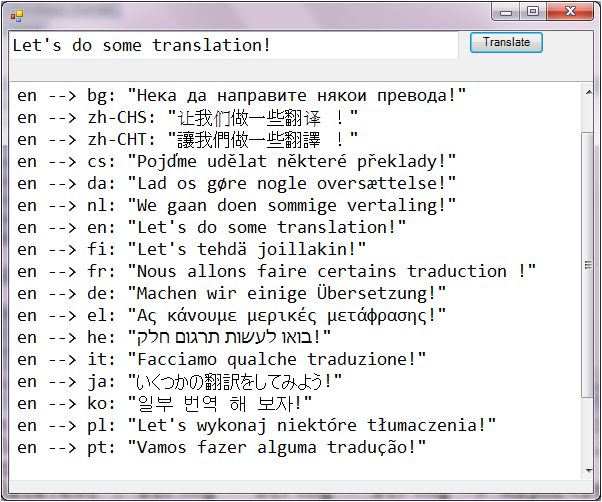 Let's do some translation!
Translate
en --> bg: "Нека да направите някои превода!"
en --> zh-CHS: "让我们做一些翻译 ! "
en --> zh-CHT: "讓我們做一些翻譯 ! "
en --> cs: "Pojďme udělat některé překlady!"
en --> da: "Lad os gøre nogle oversættelse!"
en --> nl: "We gaan doen sommige vertaling!"
en --> en: "Let's do some translation!"
en --> fi: "Let's tehdä joillakin!"
en --> fr: "Nous allons faire certains traduction !"
en --> de: "Machen wir einige Übersetzung!"
en --> el: "Ας κάνουμε μερικές μετάφρασης!"
en --> he: "בואו לעשות תרגום חלק!"
en --> it: "Facciamo qualche traduzione!"
en --> ja: "いくつかの翻訳をしてみよう!"
en --> ko: "일부 번역 해 보자!"
en --> pl: "Let's wykonaj niektóre tłumaczenia!"
en --> pt: "Vamos fazer alguma tradução!"